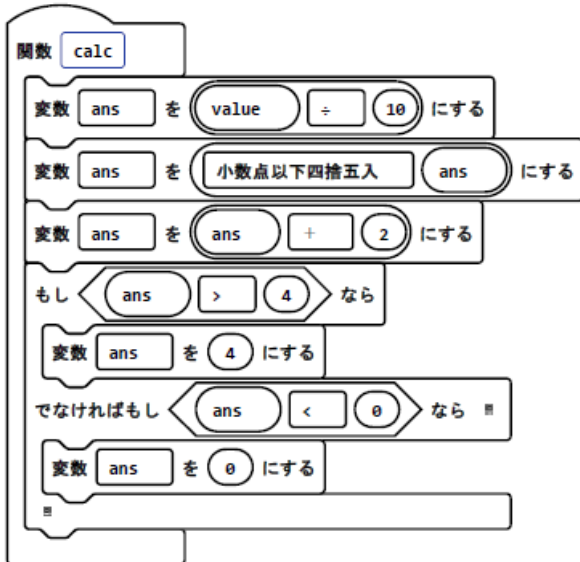 関数 calc
変数 ans を value ÷ 10 にする
変数 ans を 小数点以下四捨五入 ans にする
変数 ans を ans + 2 にする
もし ans > 4 なら
変数 ans を 4 にする
でなければもし ans < 0 なら
変数 ans を 0 にする